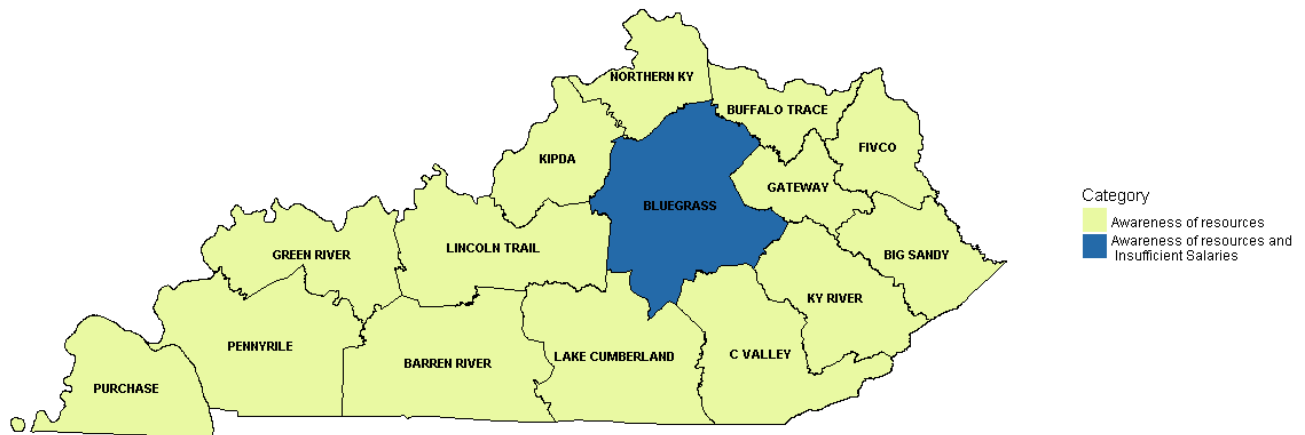 NORTHERN KY
BUFFALO TRACE
FIVCO
KIPDA
GATEWAY
BLUEGRASS
LINCOLN TRAIL
GREEN RIVER
BIG SANDY
KY RIVER
PENNYRILE
BARREN RIVER
LAKE CUMBERLAND
C VALLEY
PURCHASE
Category
Awareness of resources
Awareness of resources and
Insufficient Salaries